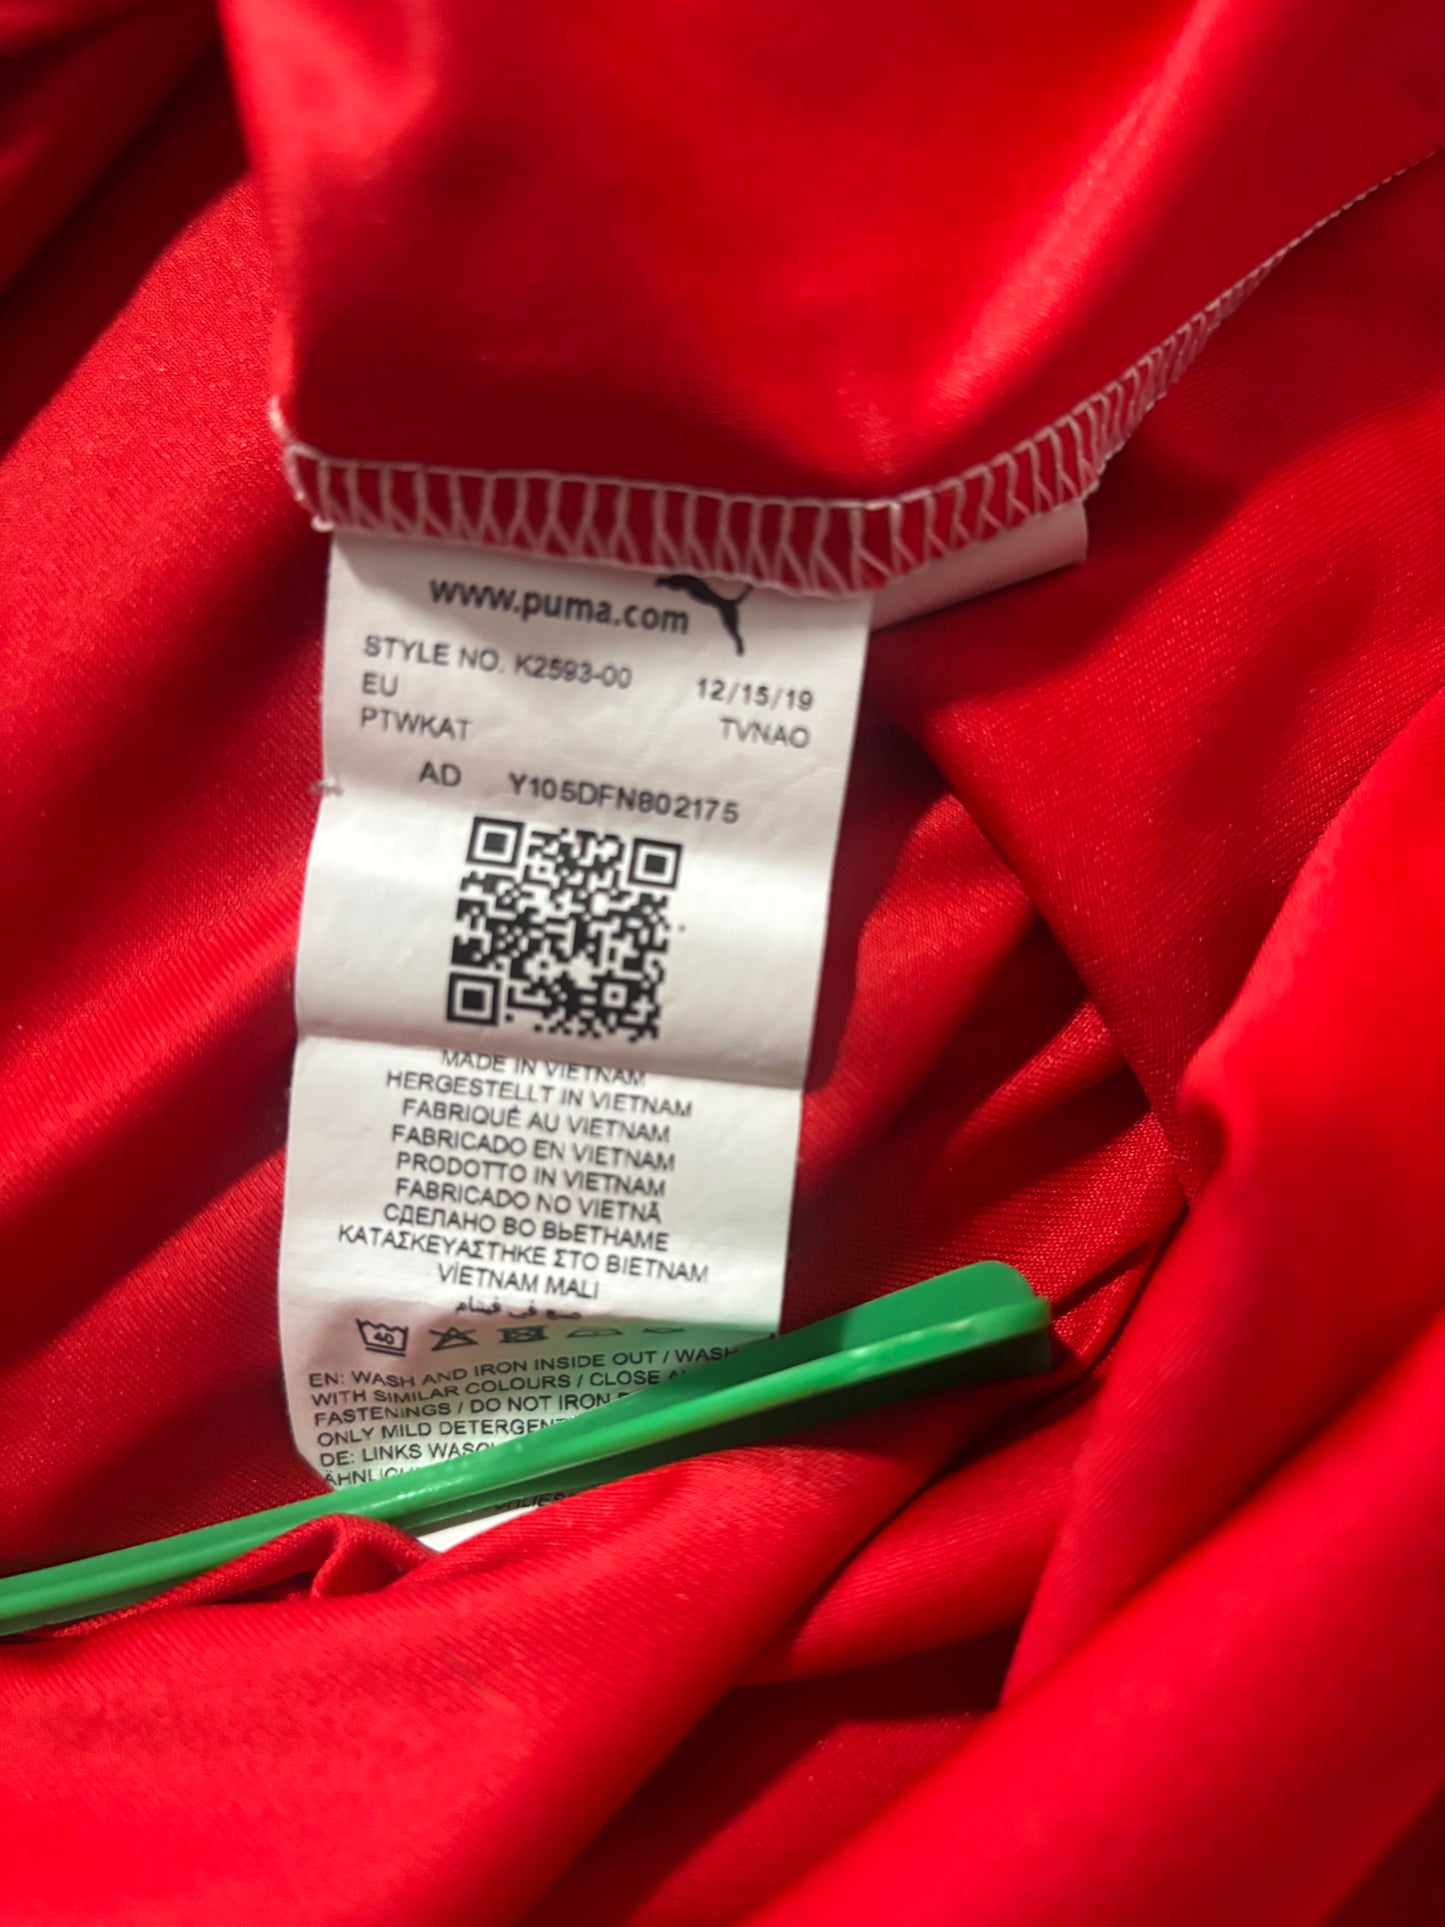 www.puma.com
STYLE NO. K2593-00 12/15/19
EU
PTWKAT TVNAO
AD Y105DFN802175
MADE IN VIETNAM
HERGESTELLT IN VIETNAM
FABRIQUÉ AU VIETNAM
FABRICADO EN VIETNAM
PRODOTTO IN VIETNAM
FABRICADO NO VIETNÃ
СДЕЛАНО ВО ВЬЕТНАМЕ
ΚΑΤΑΣΚΕΥΑΣΤΗΚΕ ΣΤΟ ΒΙΕΤΝΑΜ
VİETNAM MALI
صنع في فيتنام
40
EN: WASH AND IRON INSIDE OUT / WASH
WITH SIMILAR COLOURS / CLOSE
FASTENINGS / DO NOT IRON
ONLY MILD DETERGENT
DE: LINKS